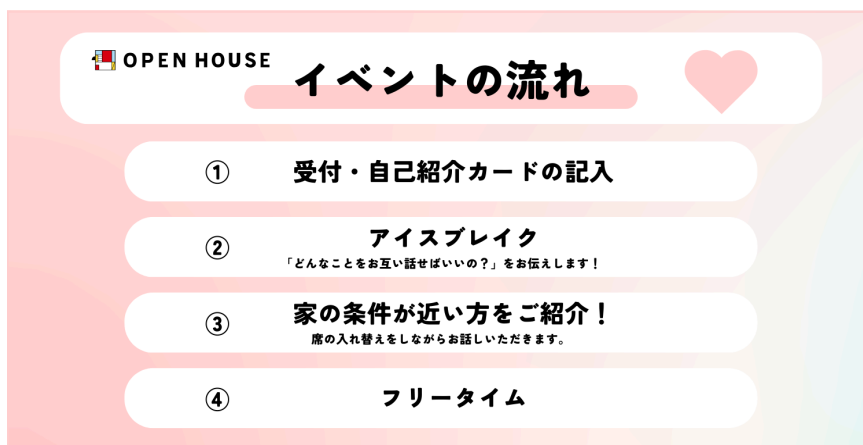 OPEN HOUSE
イベントの流れ
① 受付・自己紹介カードの記入
② アイスブレイク
「どんなことをお互い話せばいいの？」をお伝えします！
③ 家の条件が近い方をご紹介！
席の入れ替えをしながらお話しいただきます。
④ フリータイム